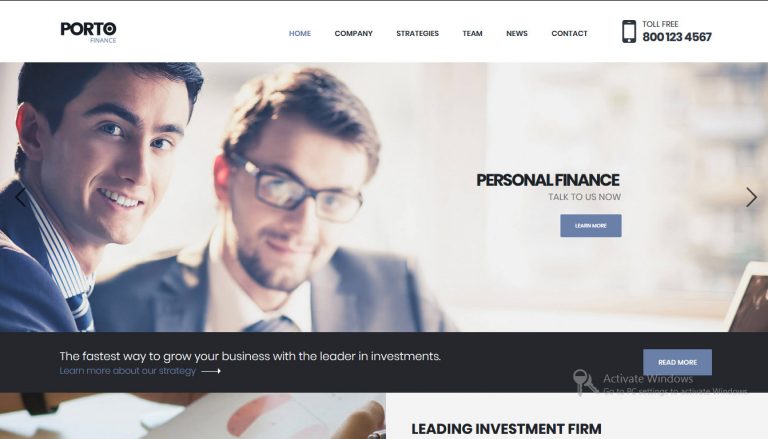 PORTO
FINANCE
HOME COMPANY STRATEGIES TEAM NEWS CONTACT
TOLL FREE
800 123 4567
PERSONAL FINANCE
TALK TO US NOW
LEARN MORE
The fastest way to grow your business with the leader in investments.
Learn more about our strategy
READ MORE
Activate Windows
Go to PC settings to activate Windows
LEADING INVESTMENT FIRM